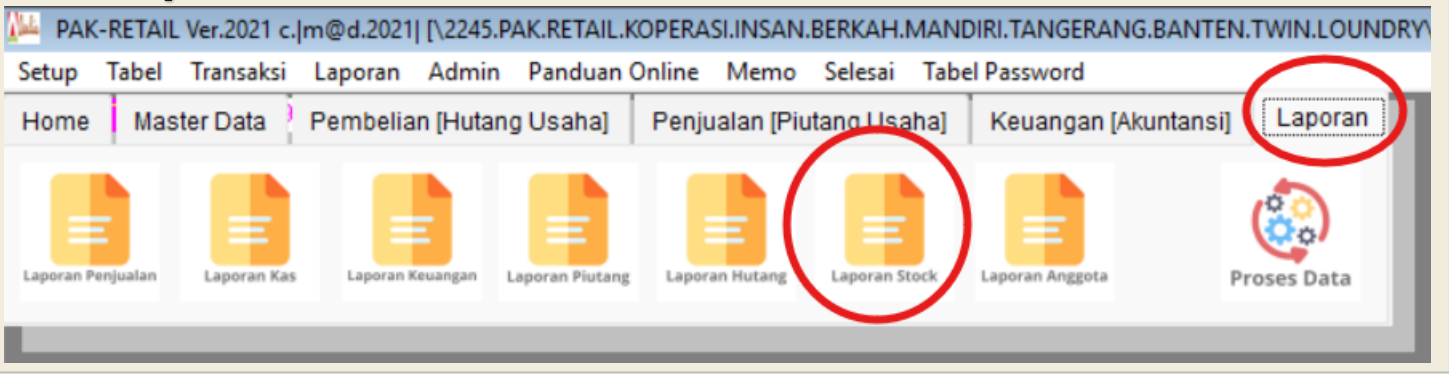 PAK-RETAIL Ver.2021 c.|m@d.2021| [\2245.PAK.RETAIL.KOPERASI.INSAN.BERKAH.MANDIRI.TANGERANG.BANTEN.TWIN.LOUNDRY\
Setup Tabel Transaksi Laporan Admin Panduan Online Memo Selesai Tabel Password
Home Master Data Pembelian [Hutang Usaha] Penjualan [Piutang Usaha] Keuangan [Akuntansi] Laporan
Laporan Penjualan Laporan Kas Laporan Keuangan Laporan Piutang Laporan Hutang Laporan Stock Laporan Anggota Proses Data